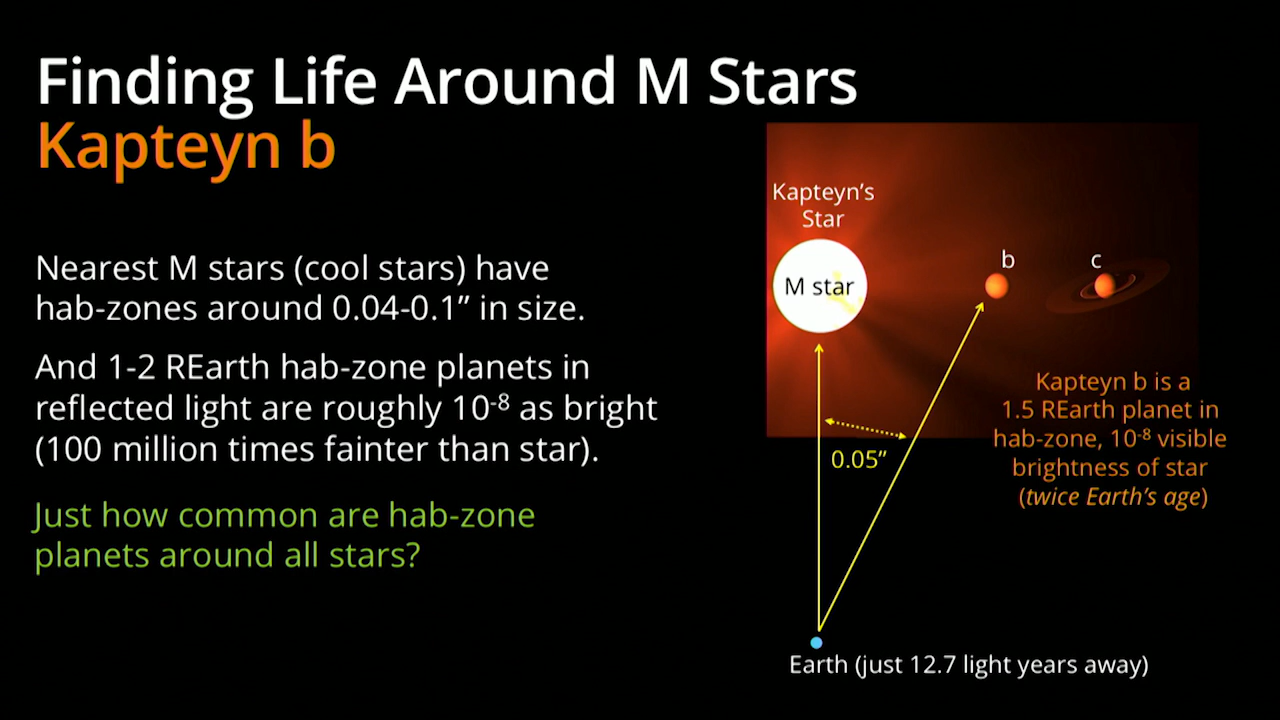 Finding Life Around M Stars
Kapteyn b
Nearest M stars (cool stars) have
hab-zones around 0.04-0.1” in size.
And 1-2 REarth hab-zone planets in
reflected light are roughly 10⁻⁸ as bright
(100 million times fainter than star).
Just how common are hab-zone
planets around all stars?
Kapteyn’s
Star
M star
b
c
0.05”
Kapteyn b is a
1.5 REarth planet in
hab-zone, 10⁻⁸ visible
brightness of star
(twice Earth’s age)
Earth (just 12.7 light years away)